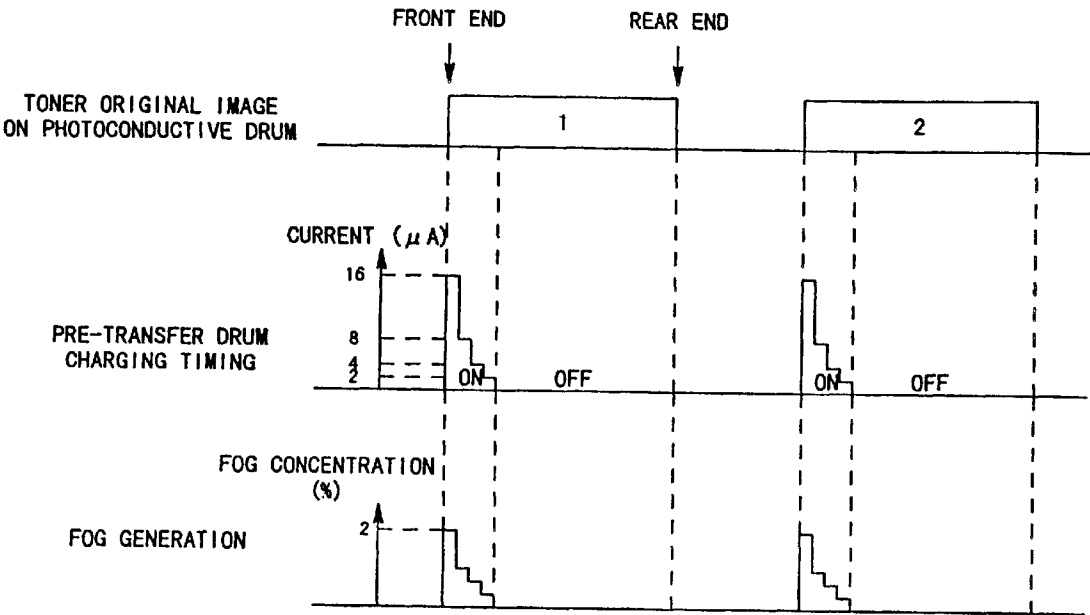 FRONT END
REAR END
TONER ORIGINAL IMAGE
ON PHOTOCONDUCTIVE DRUM
1
2
CURRENT (μA)
16
8
4
2
PRE-TRANSFER DRUM
CHARGING TIMING
ON
OFF
ON
OFF
FOG CONCENTRATION
(%)
2
FOG GENERATION